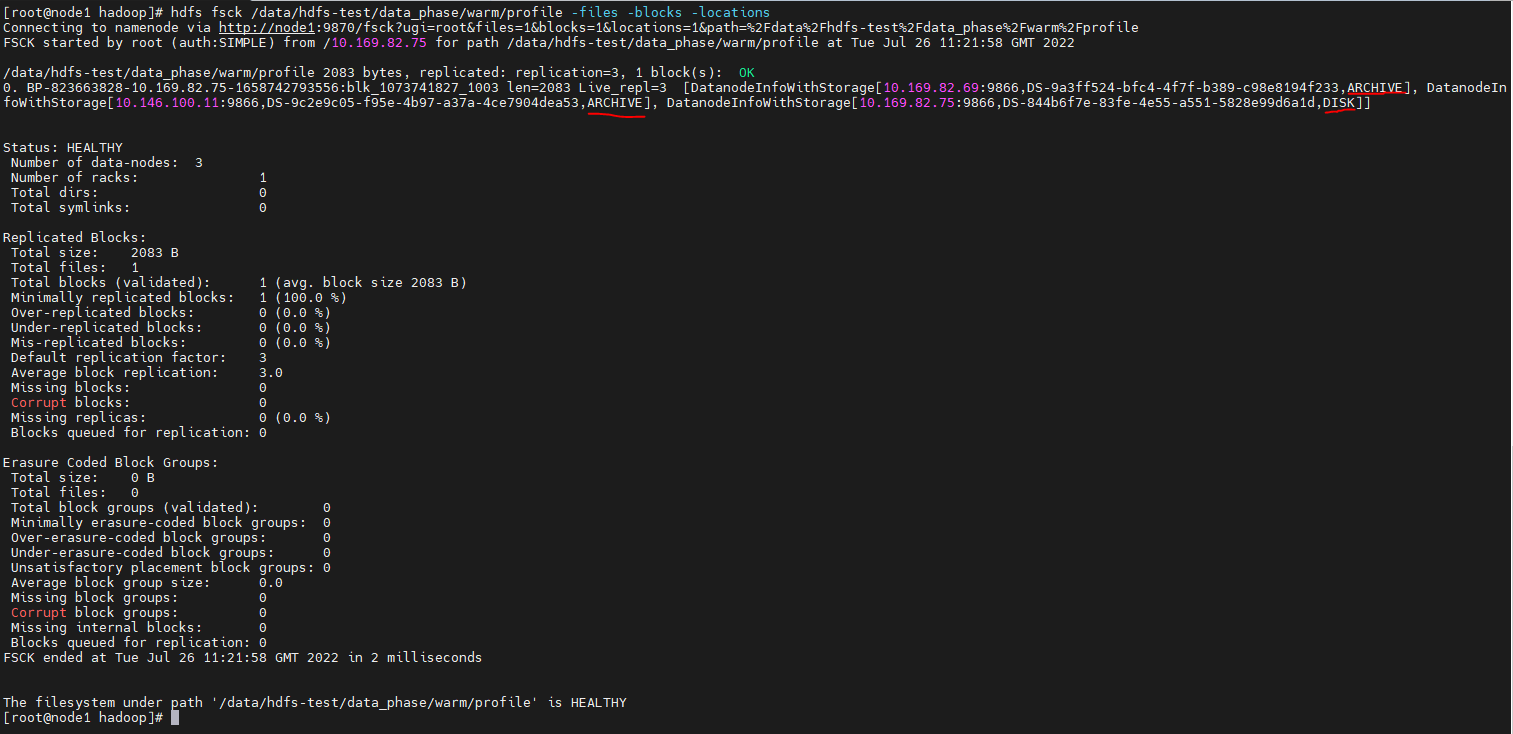 [root@node1 hadoop]# hdfs fsck /data/hdfs-test/data_phase/warm/profile -files -blocks -locations
Connecting to namenode via http://node1:9870/fsck?ugi=root&files=1&blocks=1&locations=1&path=%2Fdata%2Fhdfs-test%2Fdata_phase%2Fwarm%2Fprofile
FSCK started by root (auth:SIMPLE) from /10.169.82.75 for path /data/hdfs-test/data_phase/warm/profile at Tue Jul 26 11:21:58 GMT 2022
/data/hdfs-test/data_phase/warm/profile 2083 bytes, replicated: replication=3, 1 block(s):  OK
0. BP-823663828-10.169.82.75-1658742793556:blk_1073741827_1003 len=2083 Live_repl=3  [DatanodeInfoWithStorage[10.169.82.69:9866,DS-9a3ff524-bfc4-4f7f-b389-c98e8194f233,ARCHIVE], DatanodeIn
foWithStorage[10.146.100.11:9866,DS-9c2e9c05-f95e-4b97-a37a-4ce7904dea53,ARCHIVE], DatanodeInfoWithStorage[10.169.82.75:9866,DS-844b6f7e-83fe-4e55-a551-5828e99d6a1d,DISK]]
Status: HEALTHY
Number of data-nodes:  3
Number of racks:               1
Total dirs:                    0
Total symlinks:                0
Replicated Blocks:
Total size:    2083 B
Total files:   1
Total blocks (validated):      1 (avg. block size 2083 B)
Minimally replicated blocks:   1 (100.0 %)
Over-replicated blocks:        0 (0.0 %)
Under-replicated blocks:       0 (0.0 %)
Mis-replicated blocks:         0 (0.0 %)
Default replication factor:    3
Average block replication:     3.0
Missing blocks:                0
Corrupt blocks:                0
Missing replicas:              0 (0.0 %)
Blocks queued for replication: 0
Erasure Coded Block Groups:
Total size:    0 B
Total files:   0
Total block groups (validated):        0
Minimally erasure-coded block groups:  0
Over-erasure-coded block groups:       0
Under-erasure-coded block groups:      0
Unsatisfactory placement block groups: 0
Average block group size:      0.0
Missing block groups:          0
Corrupt block groups:          0
Missing internal blocks:       0
Blocks queued for replication: 0
FSCK ended at Tue Jul 26 11:21:58 GMT 2022 in 2 milliseconds
The filesystem under path '/data/hdfs-test/data_phase/warm/profile' is HEALTHY
[root@node1 hadoop]#